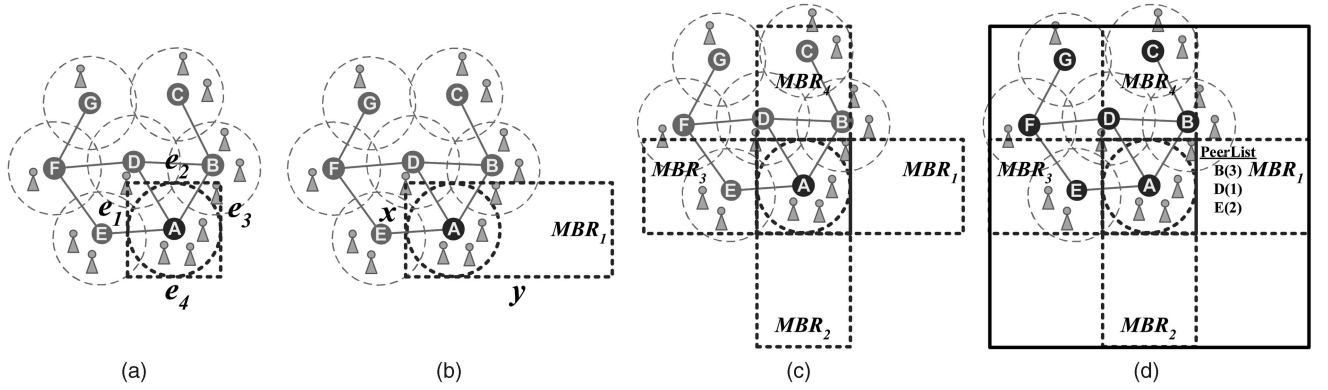 G
C
F
D
e2
B
e1
e3
E
A
e4
(a)
G
C
F
D
B
x
E
A
MBR1
y
(b)
G
C
MBR4
F
D
B
MBR3
MBR1
E
A
MBR2
(c)
G
C
MBR4
F
D
B
PeerList
MBR3
MBR1
B(3)
E
A
D(1)
E(2)
MBR2
(d)